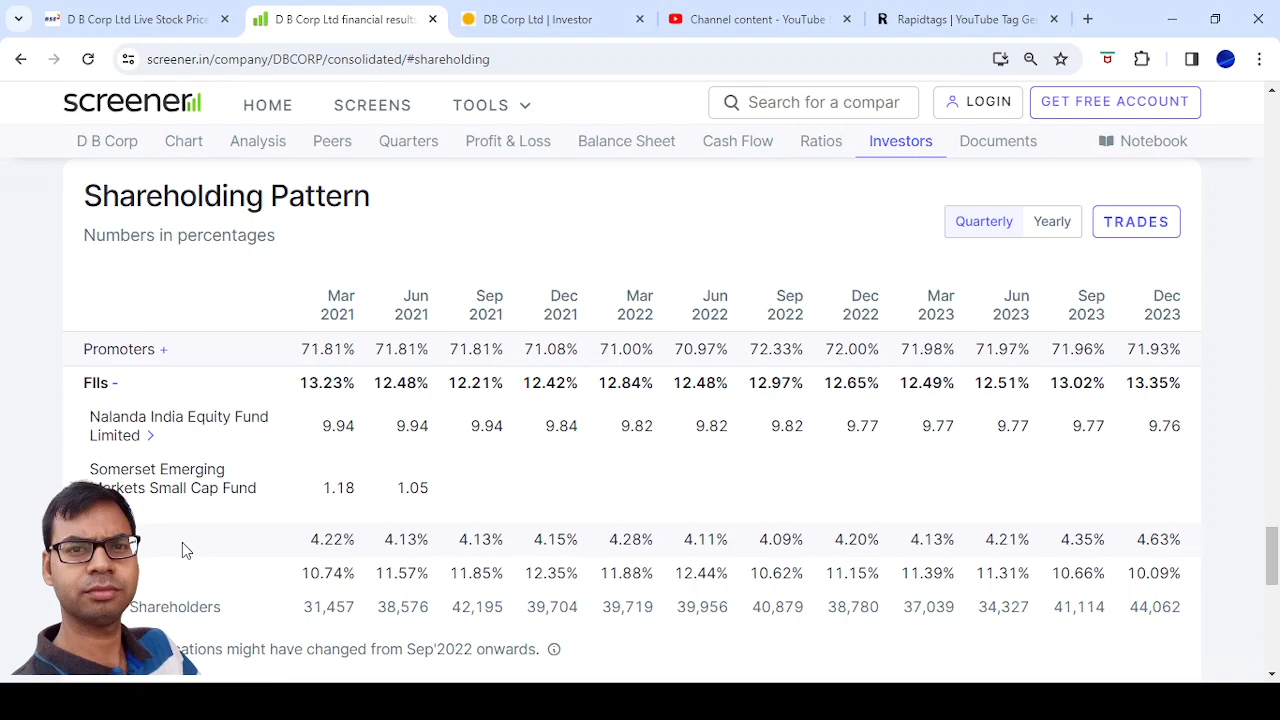 BSE D B Corp Ltd Live Stock Price
D B Corp Ltd financial result
DB Corp Ltd | Investor
Channel content - YouTube
R Rapidtags | YouTube Tag Ge
screener.in/company/DBCORP/consolidated/#shareholding
screener
HOME SCREENS TOOLS
Search for a compar
LOGIN
GET FREE ACCOUNT
D B Corp Chart Analysis Peers Quarters Profit & Loss Balance Sheet Cash Flow Ratios Investors Documents Notebook
Shareholding Pattern
Numbers in percentages
Quarterly Yearly TRADES
Mar 2021 Jun 2021 Sep 2021 Dec 2021 Mar 2022 Jun 2022 Sep 2022 Dec 2022 Mar 2023 Jun 2023 Sep 2023 Dec 2023
Promoters + 71.81% 71.81% 71.81% 71.08% 71.00% 70.97% 72.33% 72.00% 71.98% 71.97% 71.96% 71.93%
FIIs - 13.23% 12.48% 12.21% 12.42% 12.84% 12.48% 12.97% 12.65% 12.49% 12.51% 13.02% 13.35%
Nalanda India Equity Fund
Limited > 9.94 9.94 9.94 9.84 9.82 9.82 9.82 9.77 9.77 9.77 9.77 9.76
Somerset Emerging
Markets Small Cap Fund 1.18 1.05
4.22% 4.13% 4.13% 4.15% 4.28% 4.11% 4.09% 4.20% 4.13% 4.21% 4.35% 4.63%
10.74% 11.57% 11.85% 12.35% 11.88% 12.44% 10.62% 11.15% 11.39% 11.31% 10.66% 10.09%
Shareholders 31,457 38,576 42,195 39,704 39,719 39,956 40,879 38,780 37,039 34,327 41,114 44,062
ations might have changed from Sep'2022 onwards.